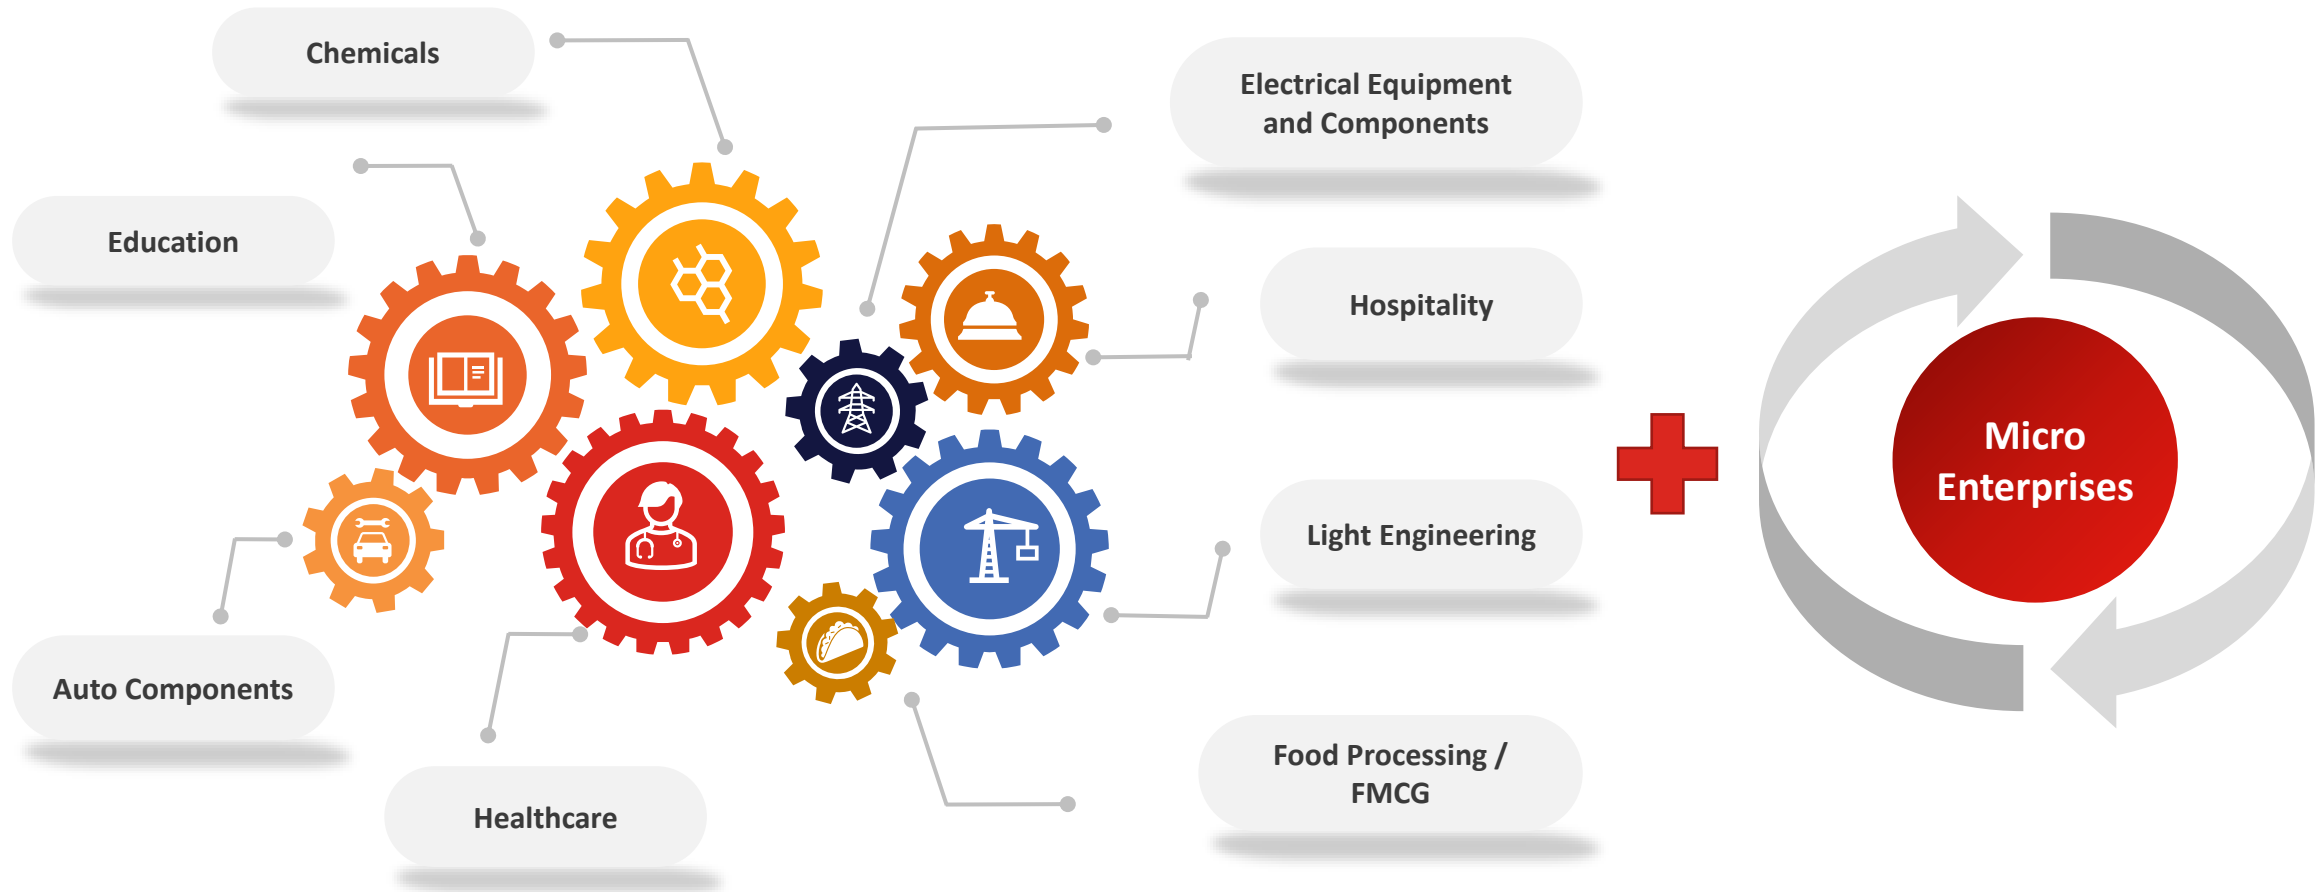 Chemicals
Education
Auto Components
Healthcare
Electrical Equipment
and Components
Hospitality
Light Engineering
Food Processing /
FMCG
Micro
Enterprises